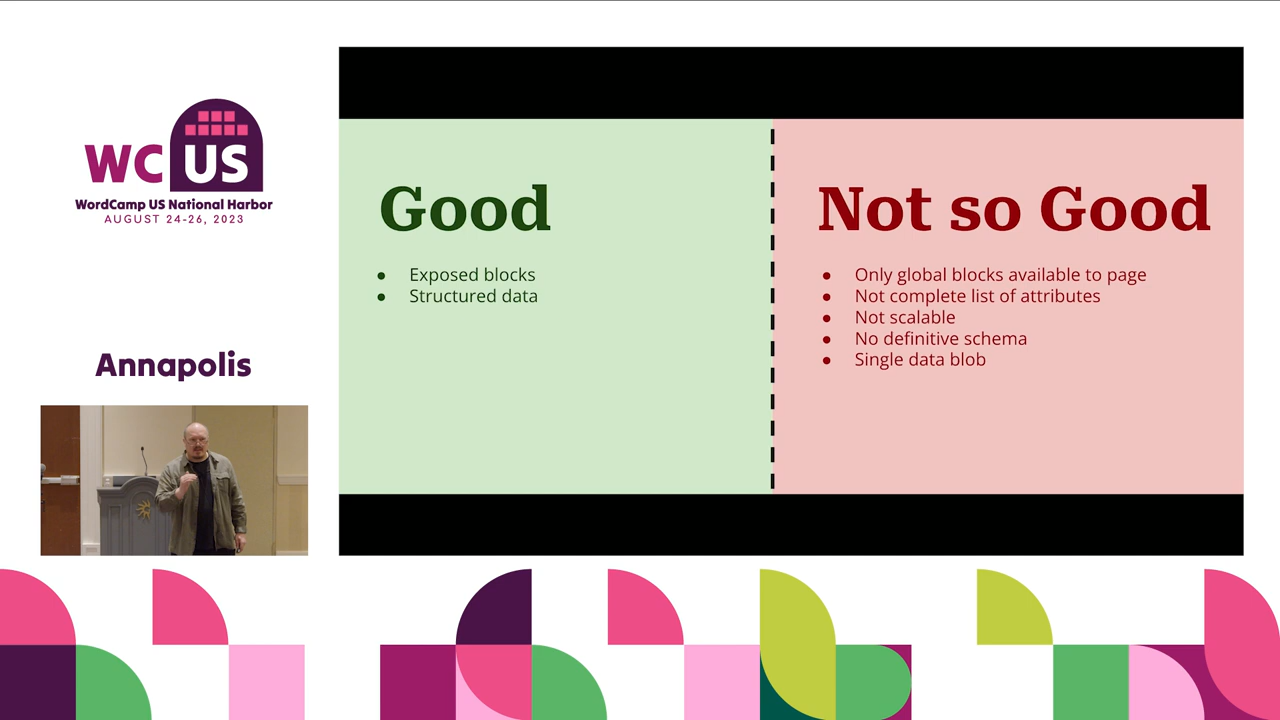 WC US
WordCamp US National Harbor
AUGUST 24-26, 2023
Annapolis
Good
● Exposed blocks
● Structured data
Not so Good
● Only global blocks available to page
● Not complete list of attributes
● Not scalable
● No definitive schema
● Single data blob